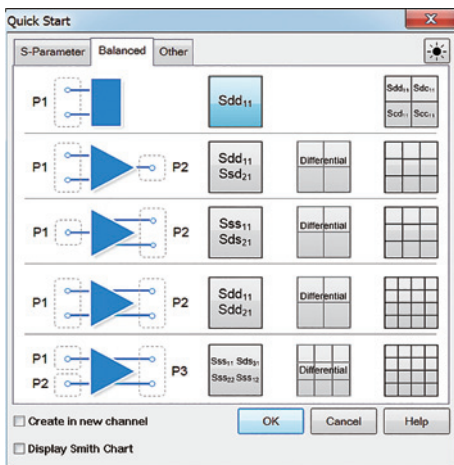 Quick Start
X
S-Parameter Balanced Other
P1
Sdd11
Sdd11 Sdc11
Scd11 Scc11
P1 P2
Sdd11
Ssd21
Differential
P1 P2
Sss11
Sds21
Differential
P1 P2
Sdd11
Sdd21
Differential
P1
P2
P3
Sss11 Sds31
Sss22 Sss12
Differential
Create in new channel
OK Cancel Help
Display Smith Chart